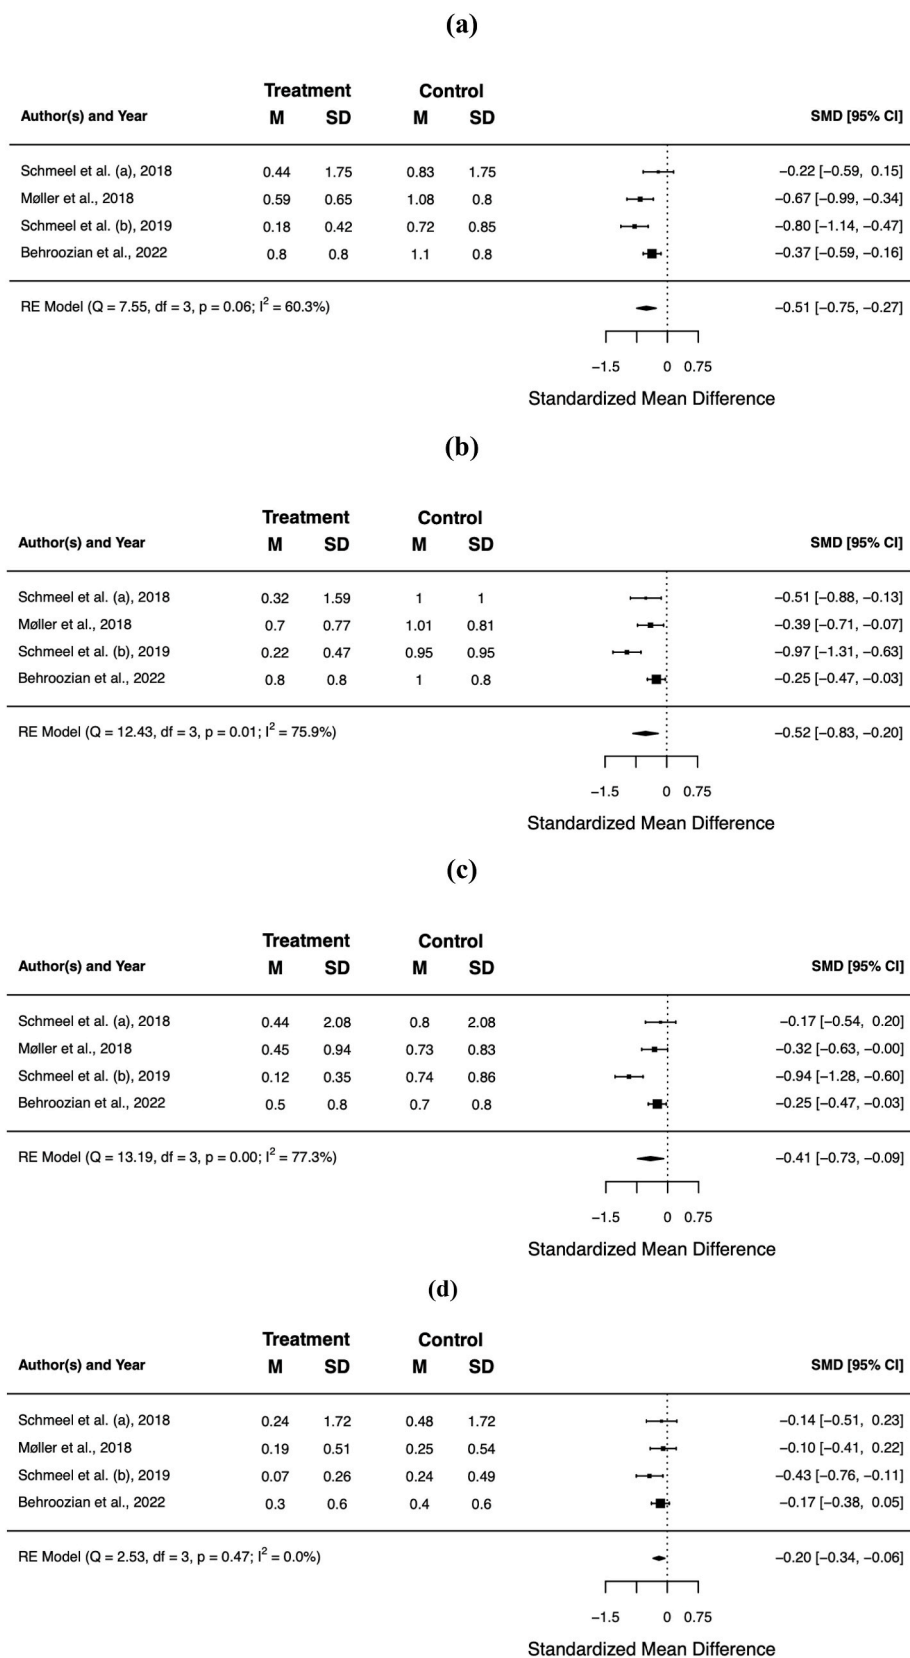 (a)
Treatment Control
Author(s) and Year M SD M SD SMD [95% CI]
Schmeel et al. (a), 2018 0.44 1.75 0.83 1.75 −0.22 [−0.59, 0.15]
Møller et al., 2018 0.59 0.65 1.08 0.8 −0.67 [−0.99, −0.34]
Schmeel et al. (b), 2019 0.18 0.42 0.72 0.85 −0.80 [−1.14, −0.47]
Behroozian et al., 2022 0.8 0.8 1.1 0.8 −0.37 [−0.59, −0.16]
RE Model (Q = 7.55, df = 3, p = 0.06; I² = 60.3%) −0.51 [−0.75, −0.27]
−1.5 0 0.75
Standardized Mean Difference
(b)
Treatment Control
Author(s) and Year M SD M SD SMD [95% CI]
Schmeel et al. (a), 2018 0.32 1.59 1 1 −0.51 [−0.88, −0.13]
Møller et al., 2018 0.7 0.77 1.01 0.81 −0.39 [−0.71, −0.07]
Schmeel et al. (b), 2019 0.22 0.47 0.95 0.95 −0.97 [−1.31, −0.63]
Behroozian et al., 2022 0.8 0.8 1 0.8 −0.25 [−0.47, −0.03]
RE Model (Q = 12.43, df = 3, p = 0.01; I² = 75.9%) −0.52 [−0.83, −0.20]
−1.5 0 0.75
Standardized Mean Difference
(c)
Treatment Control
Author(s) and Year M SD M SD SMD [95% CI]
Schmeel et al. (a), 2018 0.44 2.08 0.8 2.08 −0.17 [−0.54, 0.20]
Møller et al., 2018 0.45 0.94 0.73 0.83 −0.32 [−0.63, −0.00]
Schmeel et al. (b), 2019 0.12 0.35 0.74 0.86 −0.94 [−1.28, −0.60]
Behroozian et al., 2022 0.5 0.8 0.7 0.8 −0.25 [−0.47, −0.03]
RE Model (Q = 13.19, df = 3, p = 0.00; I² = 77.3%) −0.41 [−0.73, −0.09]
−1.5 0 0.75
Standardized Mean Difference
(d)
Treatment Control
Author(s) and Year M SD M SD SMD [95% CI]
Schmeel et al. (a), 2018 0.24 1.72 0.48 1.72 −0.14 [−0.51, 0.23]
Møller et al., 2018 0.19 0.51 0.25 0.54 −0.10 [−0.41, 0.22]
Schmeel et al. (b), 2019 0.07 0.26 0.24 0.49 −0.43 [−0.76, −0.11]
Behroozian et al., 2022 0.3 0.6 0.4 0.6 −0.17 [−0.38, 0.05]
RE Model (Q = 2.53, df = 3, p = 0.47; I² = 0.0%) −0.20 [−0.34, −0.06]
−1.5 0 0.75
Standardized Mean Difference